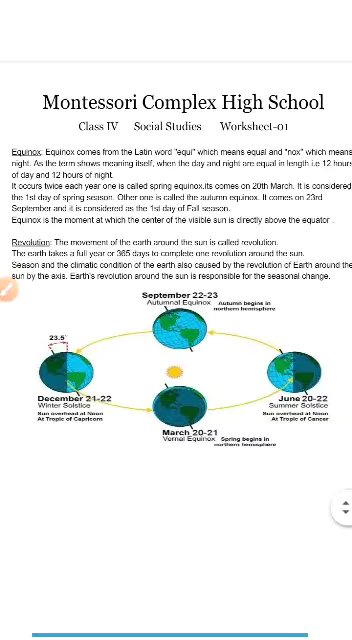 Montessori Complex High School
Class IV Social Studies Worksheet-01
Equinox: Equinox comes from the Latin word "equi" which means equal and "nox" which means
night. As the term shows meaning itself, when the day and night are equal in length i.e 12 hours
of day and 12 hours of night.
It occurs twice each year one is called spring equinox.its comes on 20th March. It is considered
the 1st day of spring season. Other one is called the autumn equinox. It comes on 23rd
September and it is considered as the 1st day of Fall season.
Equinox is the moment at which the center of the visible sun is directly above the equator .
Revolution: The movement of the earth around the sun is called revolution.
The earth takes a full year or 365 days to complete one revolution around the sun.
Season and the climatic condition of the earth also caused by the revolution of Earth around the
sun by the axis. Earth's revolution around the sun is responsible for the seasonal change.
September 22-23
Autumnal Equinox Autumn begins in
northern hemisphere
23.5°
December 21-22
Winter Solstice
Sun overhead at Noon
At Tropic of Capricorn
June 20-22
Summer Solstice
Sun overhead at Noon
At Tropic of Cancer
March 20-21
Vernal Equinox Spring begins in
northern hemisphere